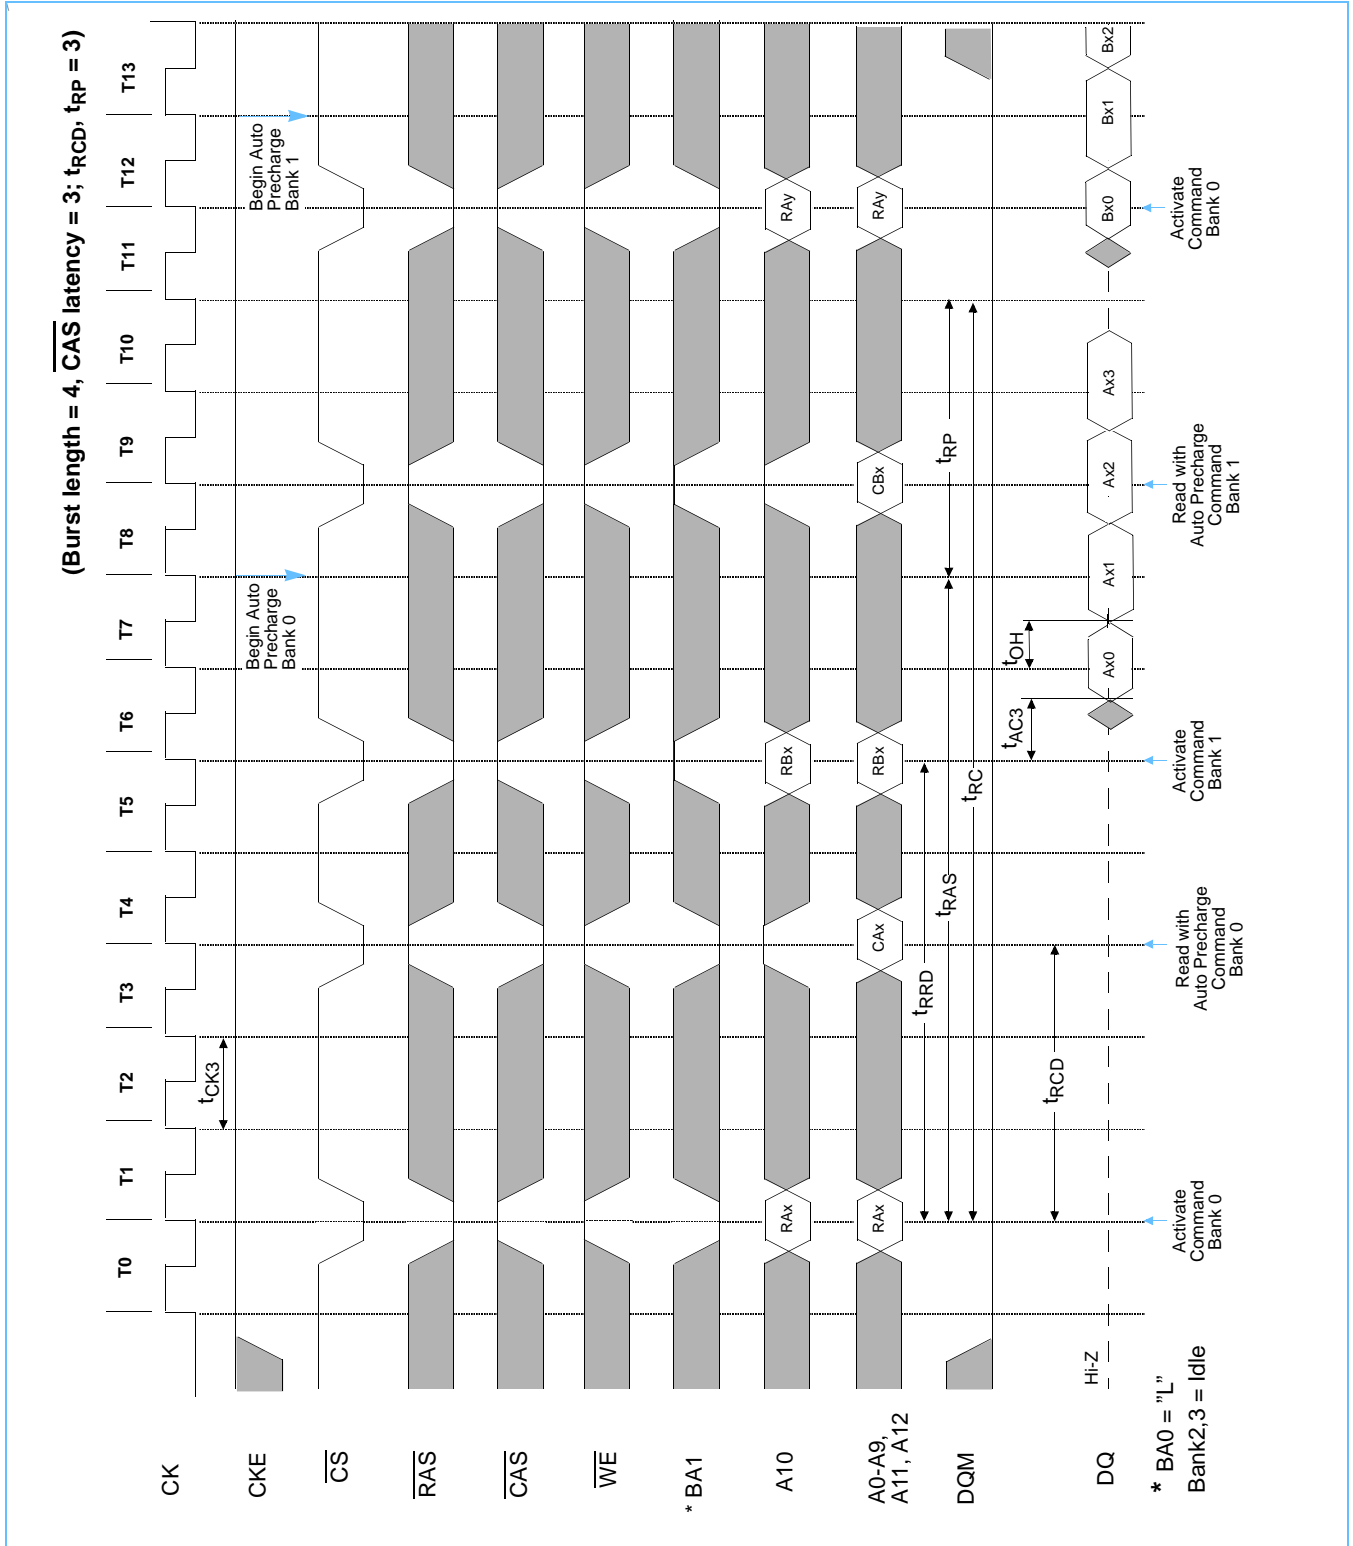 (Burst length = 4, CAS latency = 3; tRCD, tRP = 3)
T0 T1 T2 T3 T4 T5 T6 T7 T8 T9 T10 T11 T12 T13
CK
tCK3
CKE
Begin Auto
Precharge
Bank 0
Begin Auto
Precharge
Bank 1
CS
RAS
CAS
WE
* BA1
A10
RAx RBx RAy
A0-A9,
A11, A12
RAx CAx RBx CBx RAy
tRRD
tRAS tRP
tRC
DQM
tAC3 tOH
tRCD
DQ
Hi-Z
Ax0 Ax1 Ax2 Ax3 Bx0 Bx1 Bx2
Activate
Command
Bank 0
Read with
Auto Precharge
Command
Bank 0
Activate
Command
Bank 1
Read with
Auto Precharge
Command
Bank 1
Activate
Command
Bank 0
* BA0 = ”L”
Bank2,3 = Idle